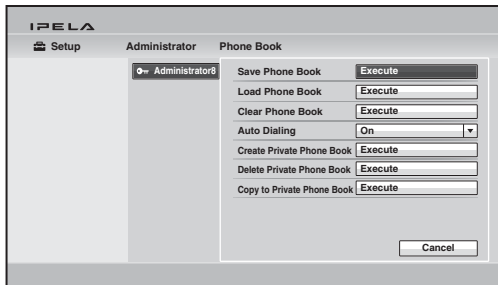 IPELA
Setup Administrator Phone Book
Administrator8
Save Phone Book Execute
Load Phone Book Execute
Clear Phone Book Execute
Auto Dialing On
Create Private Phone Book Execute
Delete Private Phone Book Execute
Copy to Private Phone Book Execute
Cancel